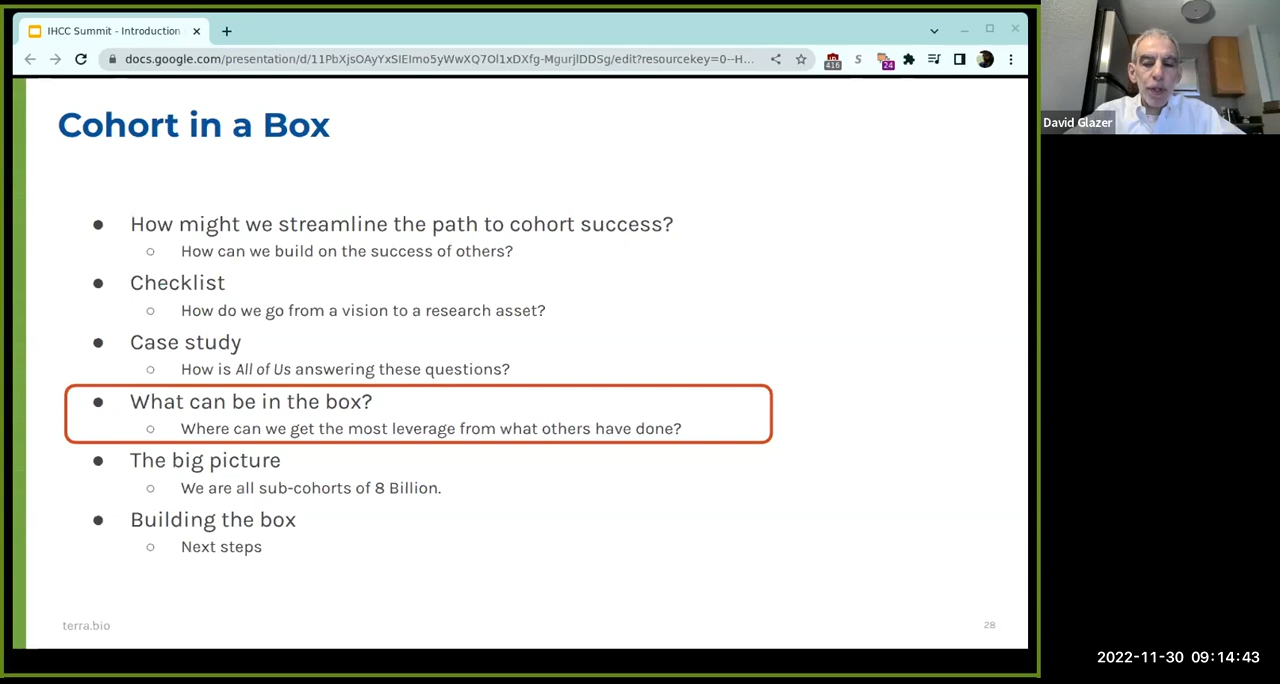 IHCC Summit - Introduction
docs.google.com/presentation/d/11PbXjsOAyYxSIEImo5yWwXQ7Ol1xDXfg-MgurjlDDSg/edit?resourcekey=0--H...
416
S
24
Cohort in a Box
● How might we streamline the path to cohort success?
○ How can we build on the success of others?
● Checklist
○ How do we go from a vision to a research asset?
● Case study
○ How is All of Us answering these questions?
● What can be in the box?
○ Where can we get the most leverage from what others have done?
● The big picture
○ We are all sub-cohorts of 8 Billion.
● Building the box
○ Next steps
terra.bio
28
David Glazer
2022-11-30 09:14:43